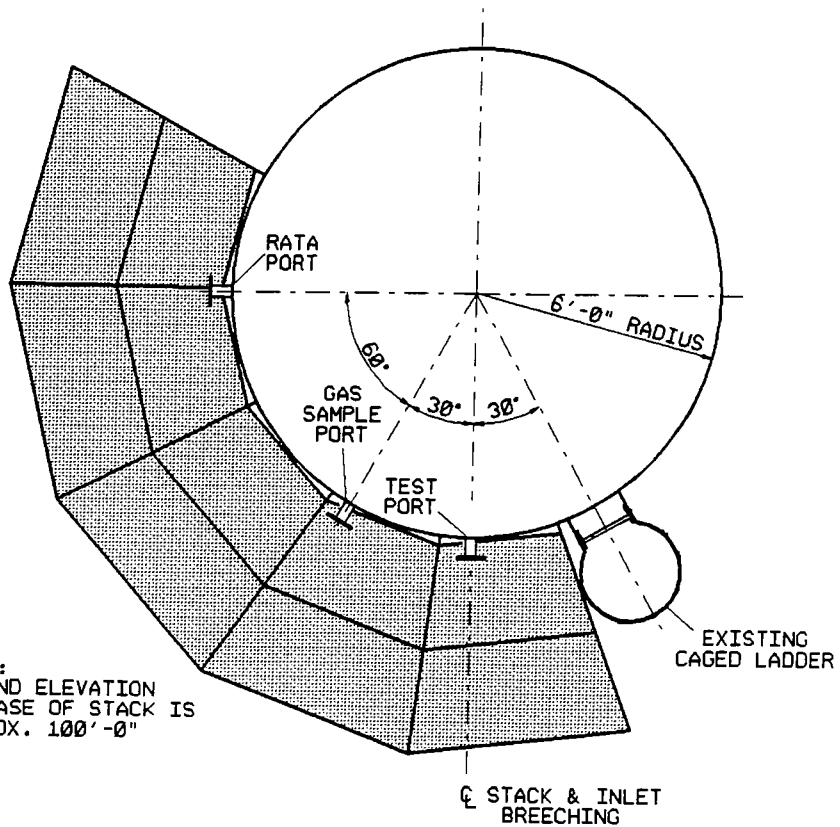 RATA
PORT
6'-0" RADIUS
60°
30°
30°
GAS
SAMPLE
PORT
TEST
PORT
EXISTING
CAGED LADDER
:
ND ELEVATION
ASE OF STACK IS
OX. 100'-0"
℄ STACK & INLET
BREECHING